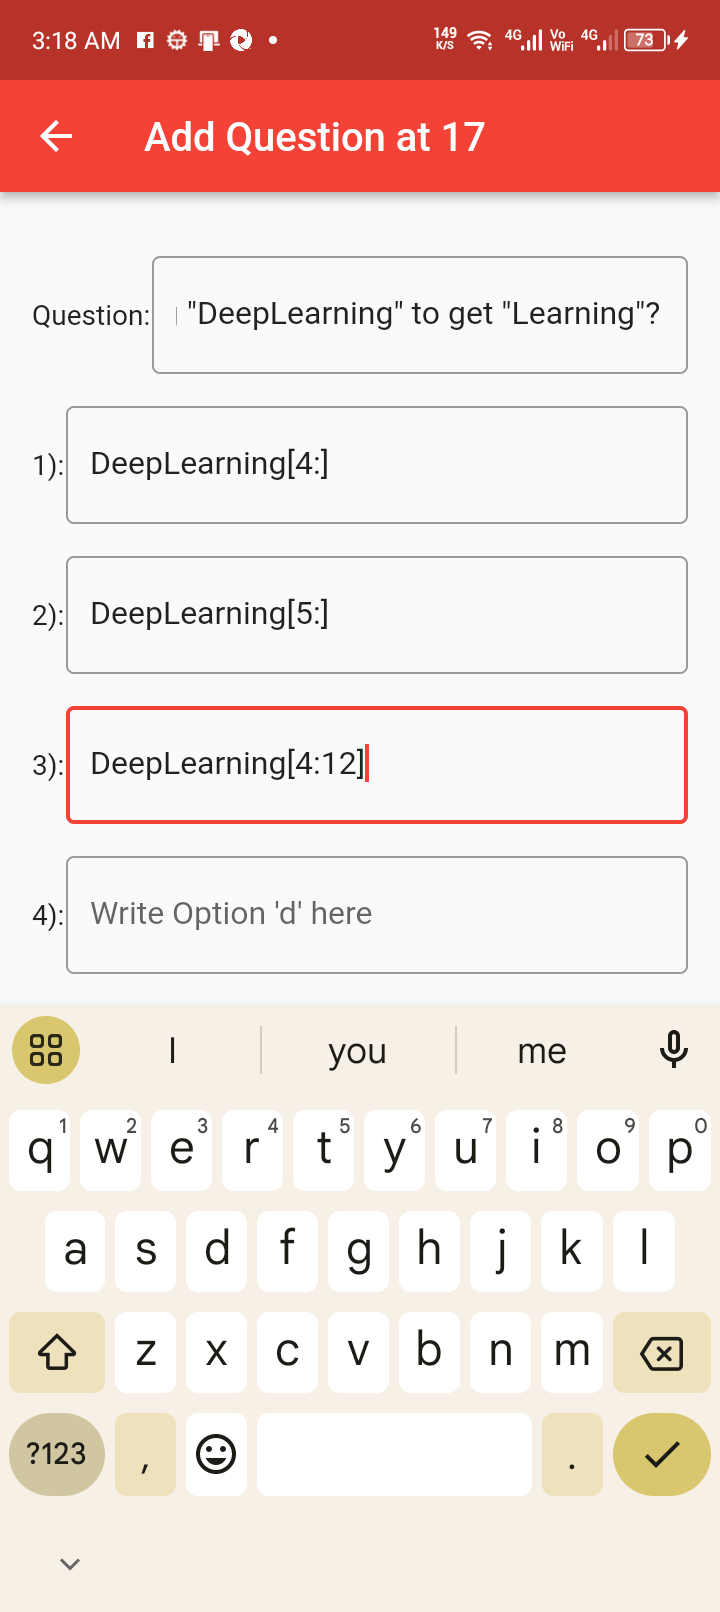 3:18 AM 149 K/S 4G Vo WiFi 4G 73
Add Question at 17
Question: "DeepLearning" to get "Learning"?
1): DeepLearning[4:]
2): DeepLearning[5:]
3): DeepLearning[4:12]
4): Write Option 'd' here
I you me
q1 w2 e3 r4 t5 y6 u7 i8 o9 p0
a s d f g h j k l
z x c v b n m
?123 , .